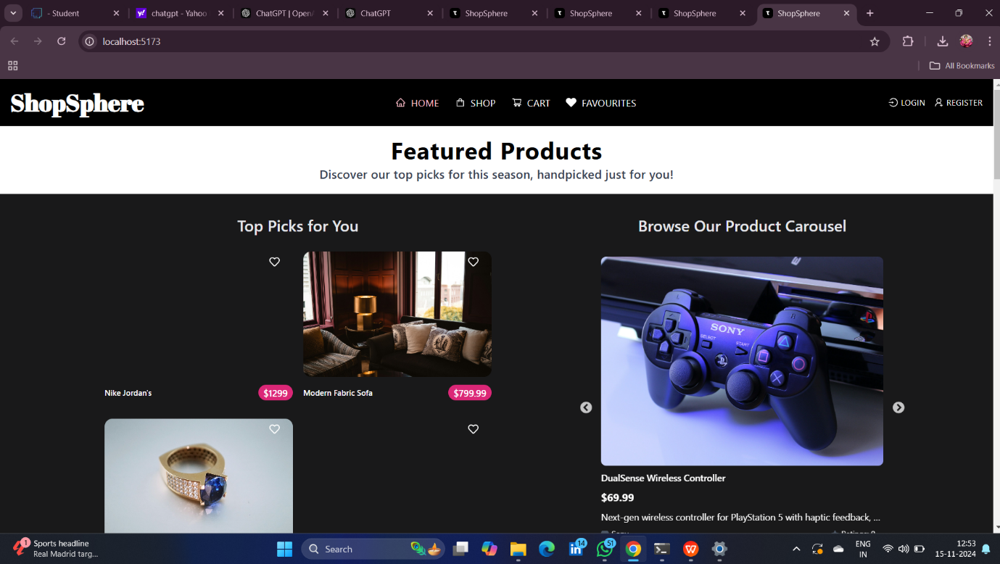 - Student
chatgpt - Yahoo
ChatGPT | Open
ChatGPT
ShopSphere
ShopSphere
ShopSphere
ShopSphere
localhost:5173
All Bookmarks
ShopSphere
HOME
SHOP
CART
FAVOURITES
LOGIN
REGISTER
Featured Products
Discover our top picks for this season, handpicked just for you!
Top Picks for You
Browse Our Product Carousel
SONY
SELECT
START
Nike Jordan's
$1299
Modern Fabric Sofa
$799.99
DualSense Wireless Controller
$69.99
Next-gen wireless controller for PlayStation 5 with haptic feedback, ...
1
Sports headline
Real Madrid targ...
Search
14
51
ENG
IN
12:53
15-11-2024